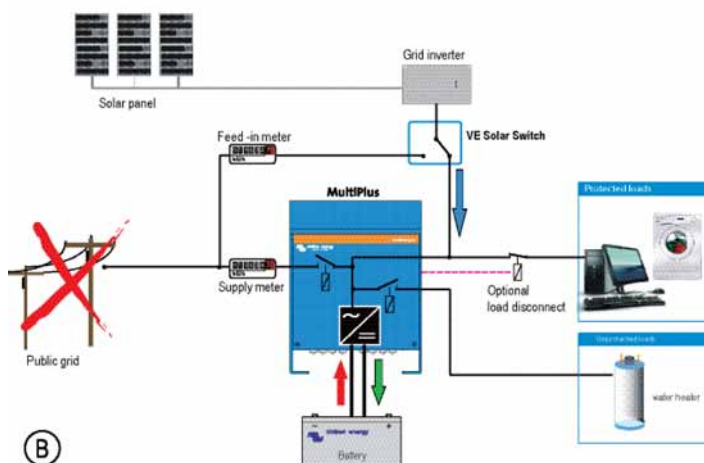 Grid inverter
Solar panel
Feed -in meter
VE Solar Switch
MultiPlus
Protected loads
Supply meter
Optional
load disconnect
Public grid
water heater
Battery
B